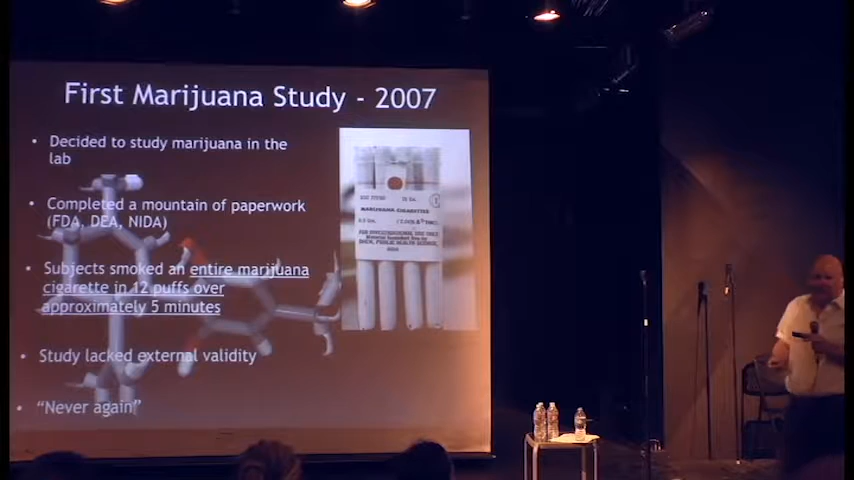 First Marijuana Study - 2007
• Decided to study marijuana in the
lab
• Completed a mountain of paperwork
(FDA, DEA, NIDA)
• Subjects smoked an entire marijuana
cigarette in 12 puffs over
approximately 5 minutes
• Study lacked external validity
• “Never again”
MARIJUANA CIGARETTES